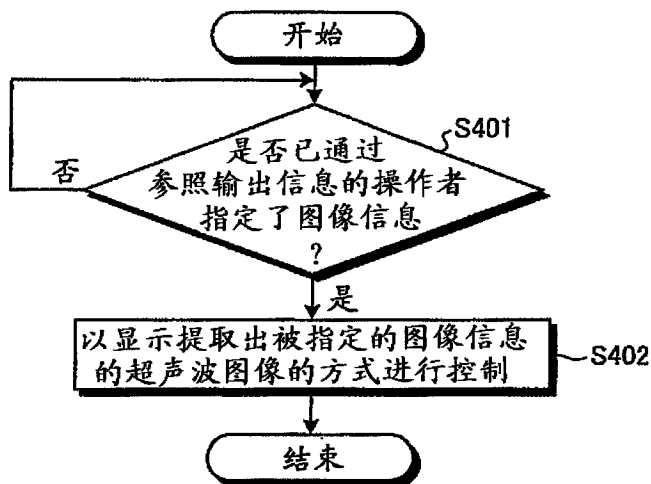 开始
S401
是否已通过
参照输出信息的操作者
指定了图像信息
?
否
是
以显示提取出被指定的图像信息
的超声波图像的方式进行控制
S402
结束